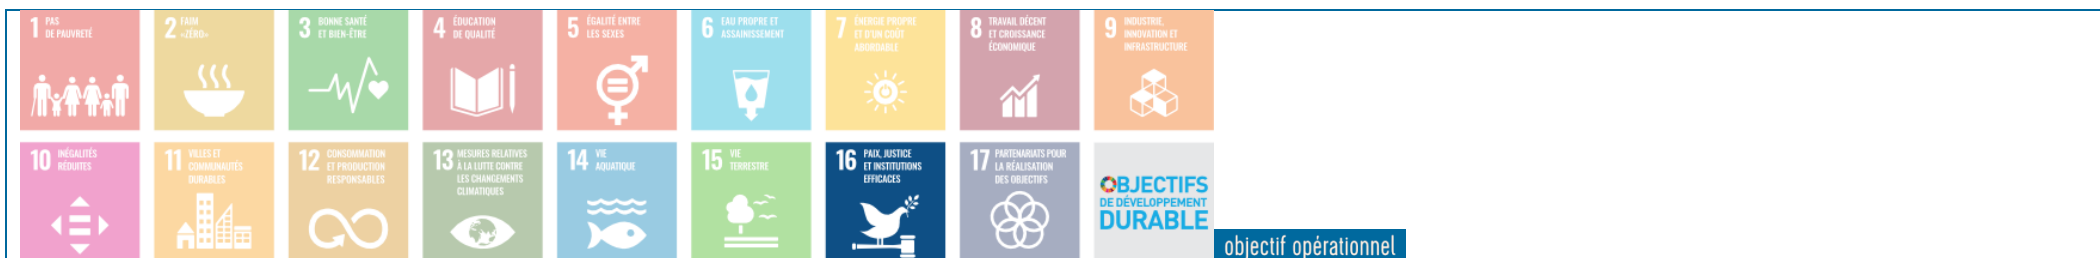 1 PAS
DE PAUVRETÉ
2 FAIM
«ZÉRO»
3 BONNE SANTÉ
ET BIEN-ÊTRE
4 ÉDUCATION
DE QUALITÉ
5 ÉGALITÉ ENTRE
LES SEXES
6 EAU PROPRE ET
ASSAINISSEMENT
7 ÉNERGIE PROPRE
ET D'UN COÛT
ABORDABLE
8 TRAVAIL DÉCENT
ET CROISSANCE
ÉCONOMIQUE
9 INDUSTRIE,
INNOVATION ET
INFRASTRUCTURE
10 INÉGALITÉS
RÉDUITES
11 VILLES ET
COMMUNAUTÉS
DURABLES
12 CONSOMMATION
ET PRODUCTION
RESPONSABLES
13 MESURES RELATIVES
À LA LUTTE CONTRE
LES CHANGEMENTS
CLIMATIQUES
14 VIE
AQUATIQUE
15 VIE
TERRESTRE
16 PAIX, JUSTICE
ET INSTITUTIONS
EFFICACES
17 PARTENARIATS POUR
LA RÉALISATION
DES OBJECTIFS
OBJECTIFS
DE DÉVELOPPEMENT
DURABLE
objectif opérationnel